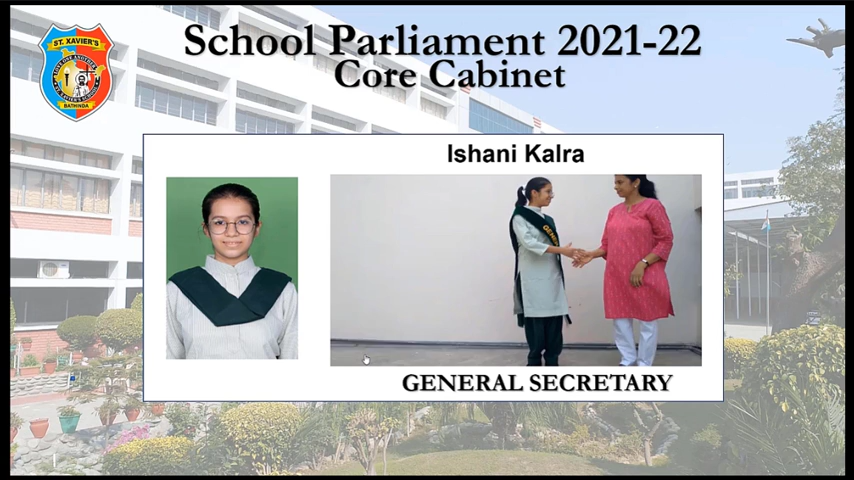 ST. XAVIER'S
BATHINDA
School Parliament 2021-22
Core Cabinet
Ishani Kalra
GENERAL SECRETARY